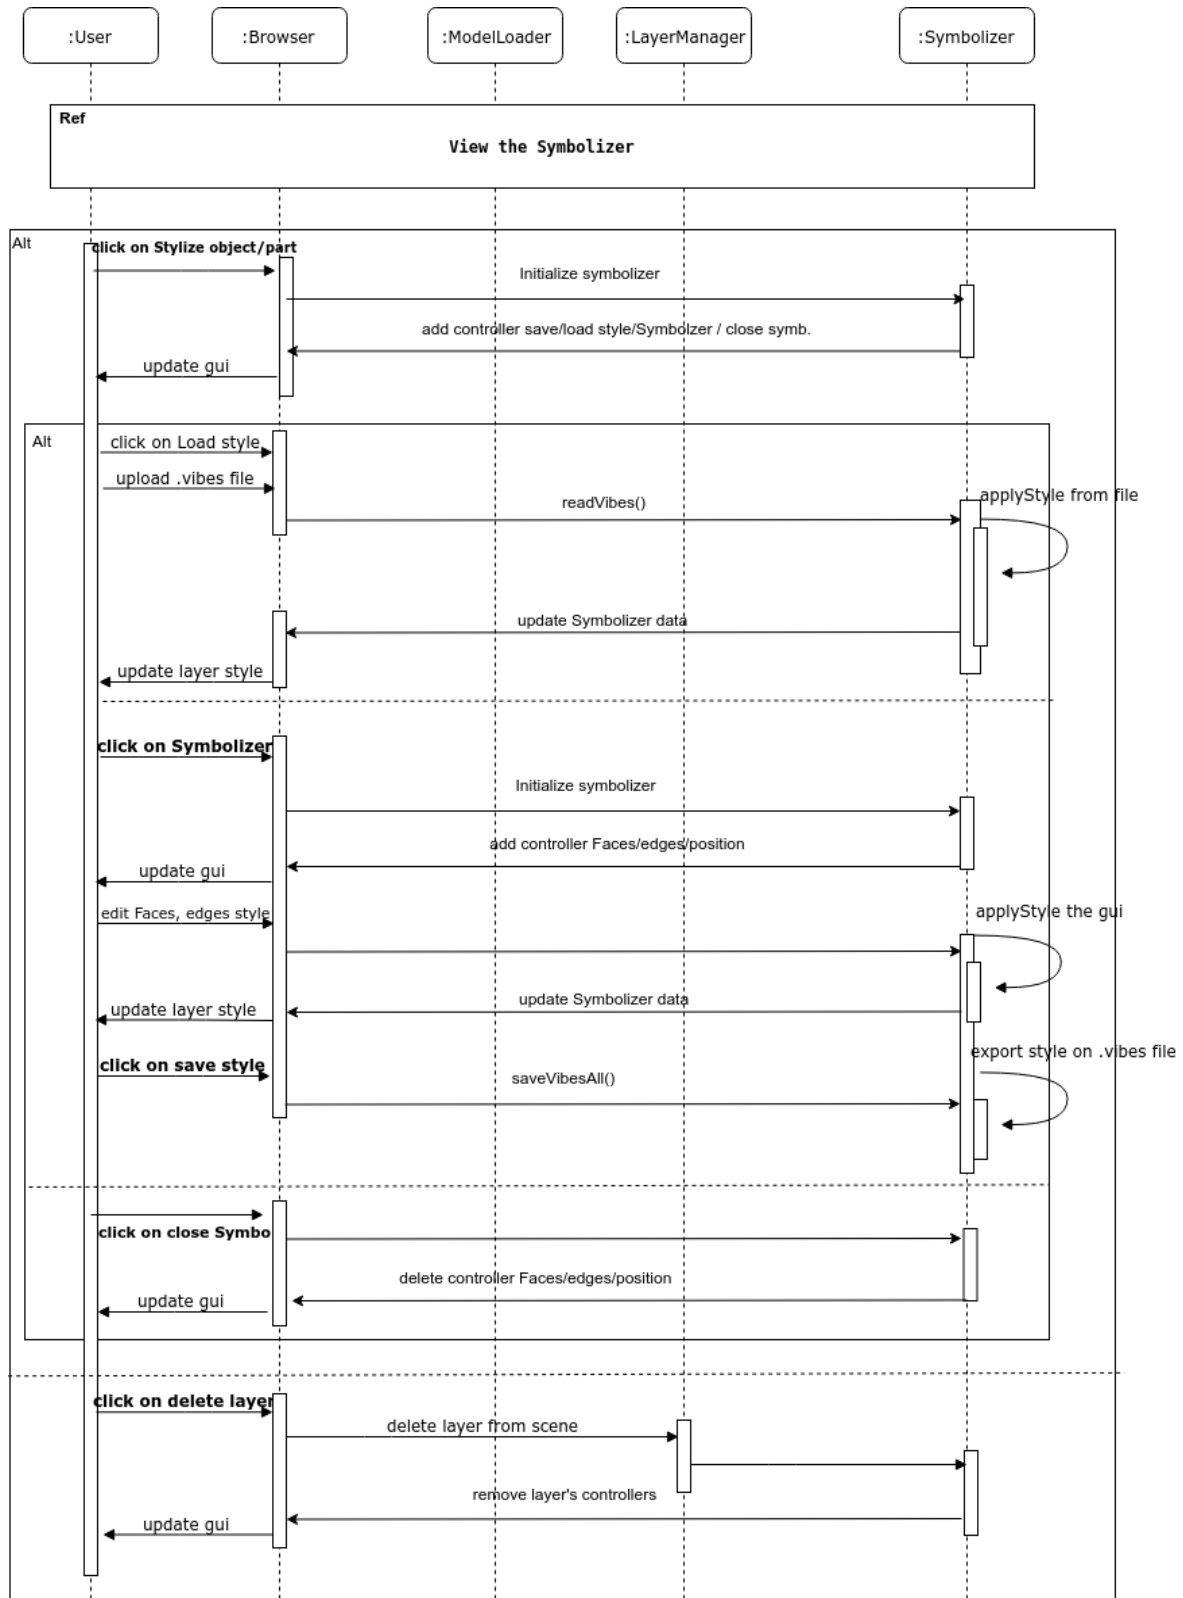 :User
:Browser
:ModelLoader
:LayerManager
:Symbolizer
Ref
View the Symbolizer
Alt
click on Stylize object/part
Initialize symbolizer
add controller save/load style/Symbolzer / close symb.
update gui
Alt
click on Load style
upload .vibes file
readVibes()
applyStyle from file
update Symbolizer data
update layer style
click on Symbolizer
Initialize symbolizer
add controller Faces/edges/position
update gui
edit Faces, edges style
applyStyle the gui
update Symbolizer data
update layer style
export style on .vibes file
click on save style
saveVibesAll()
click on close Symbo
delete controller Faces/edges/position
update gui
click on delete layer
delete layer from scene
remove layer's controllers
update gui